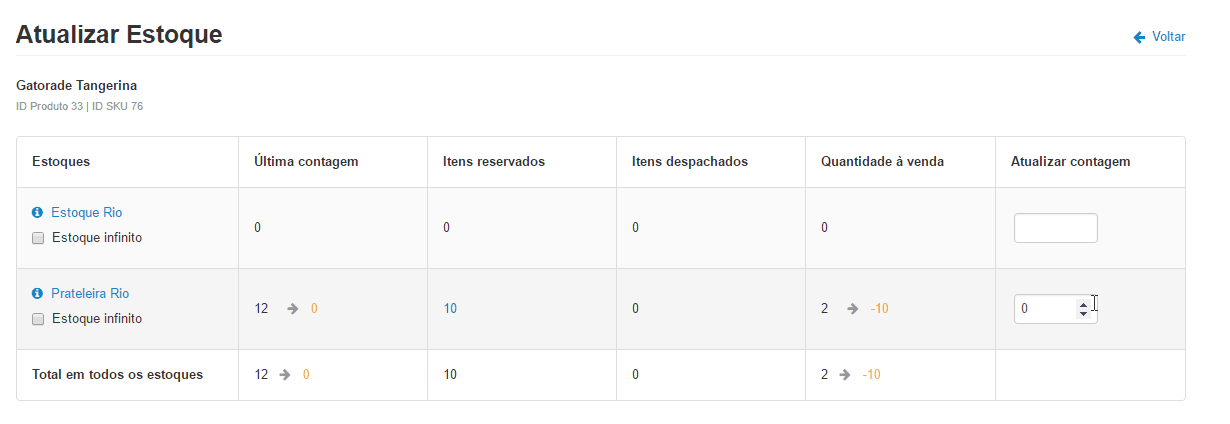 Atualizar Estoque
Voltar
Gatorade Tangerina
ID Produto 33 | ID SKU 76
Estoques Última contagem Itens reservados Itens despachados Quantidade à venda Atualizar contagem
Estoque Rio
Estoque infinito
0 0 0 0
Prateleira Rio
Estoque infinito
12 0 10 0 2 -10 0
Total em todos os estoques 12 0 10 0 2 -10